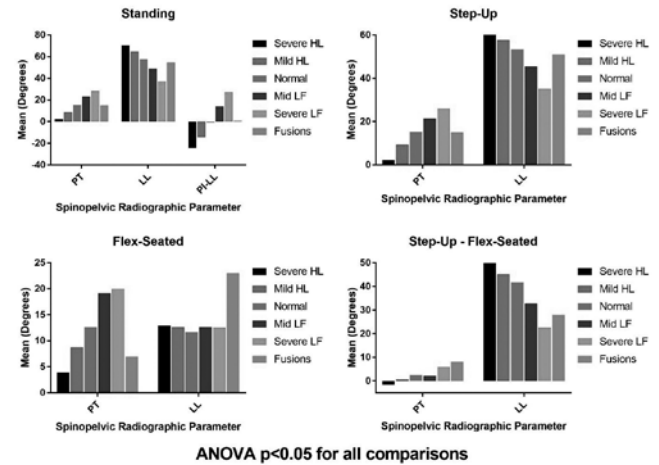 Standing
Mean (Degrees)
80
60
40
20
0
-20
-40
PT
LL
PI-LL
Spinopelvic Radiographic Parameter
Severe HL
Mild HL
Normal
Mid LF
Severe LF
Fusions
Step-Up
Mean (Degrees)
60
40
20
0
PT
LL
Spinopelvic Radiographic Parameter
Severe HL
Mild HL
Normal
Mid LF
Severe LF
Fusions
Flex-Seated
Mean (Degrees)
25
20
15
10
5
0
PT
LL
Spinopelvic Radiographic Parameter
Severe HL
Mild HL
Normal
Mid LF
Severe LF
Fusions
Step-Up - Flex-Seated
Mean (Degrees)
50
40
30
20
10
0
PT
LL
Spinopelvic Radiographic Parameter
Severe HL
Mild HL
Normal
Mid LF
Severe LF
Fusions
ANOVA p<0.05 for all comparisons